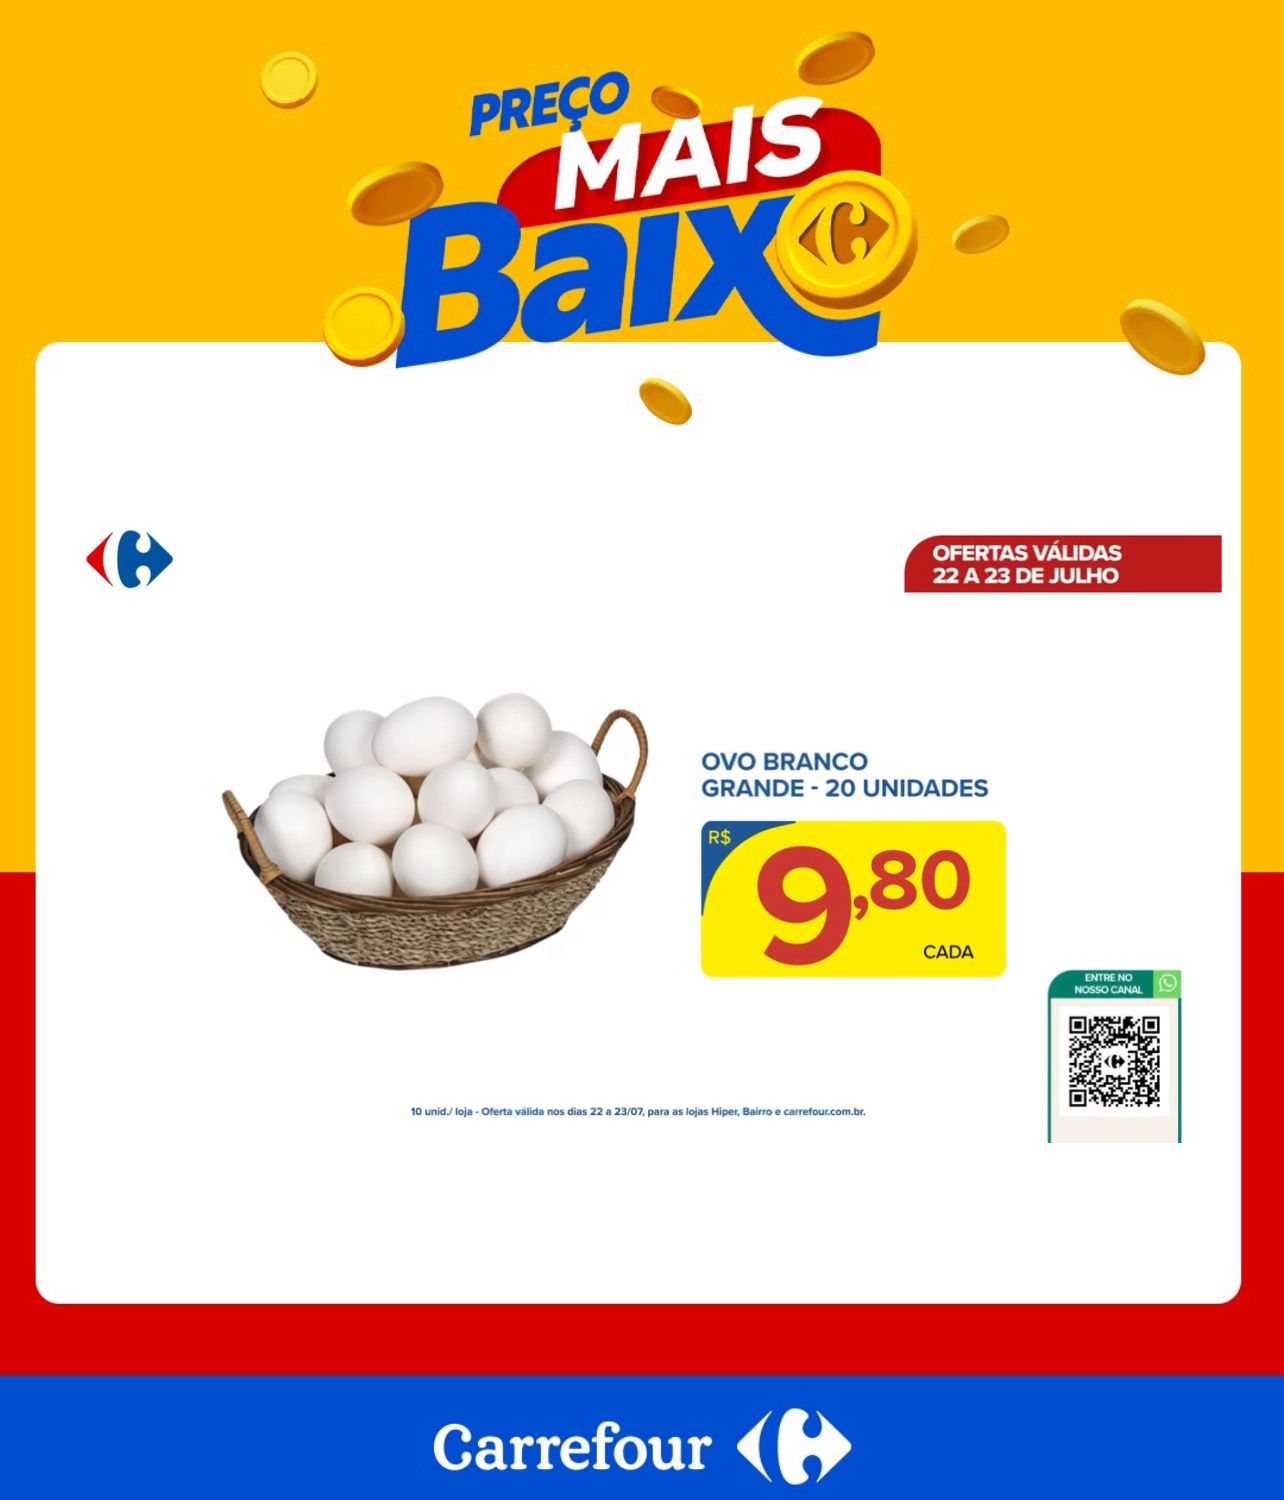 PREÇO
MAIS
Baixo
OFERTAS VÁLIDAS
22 A 23 DE JULHO
OVO BRANCO
GRANDE - 20 UNIDADES
R$
9,80
CADA
ENTRE NO
NOSSO CANAL
10 unid./ loja - Oferta válida nos dias 22 a 23/07, para as lojas Hiper, Bairro e carrefour.com.br.
Carrefour